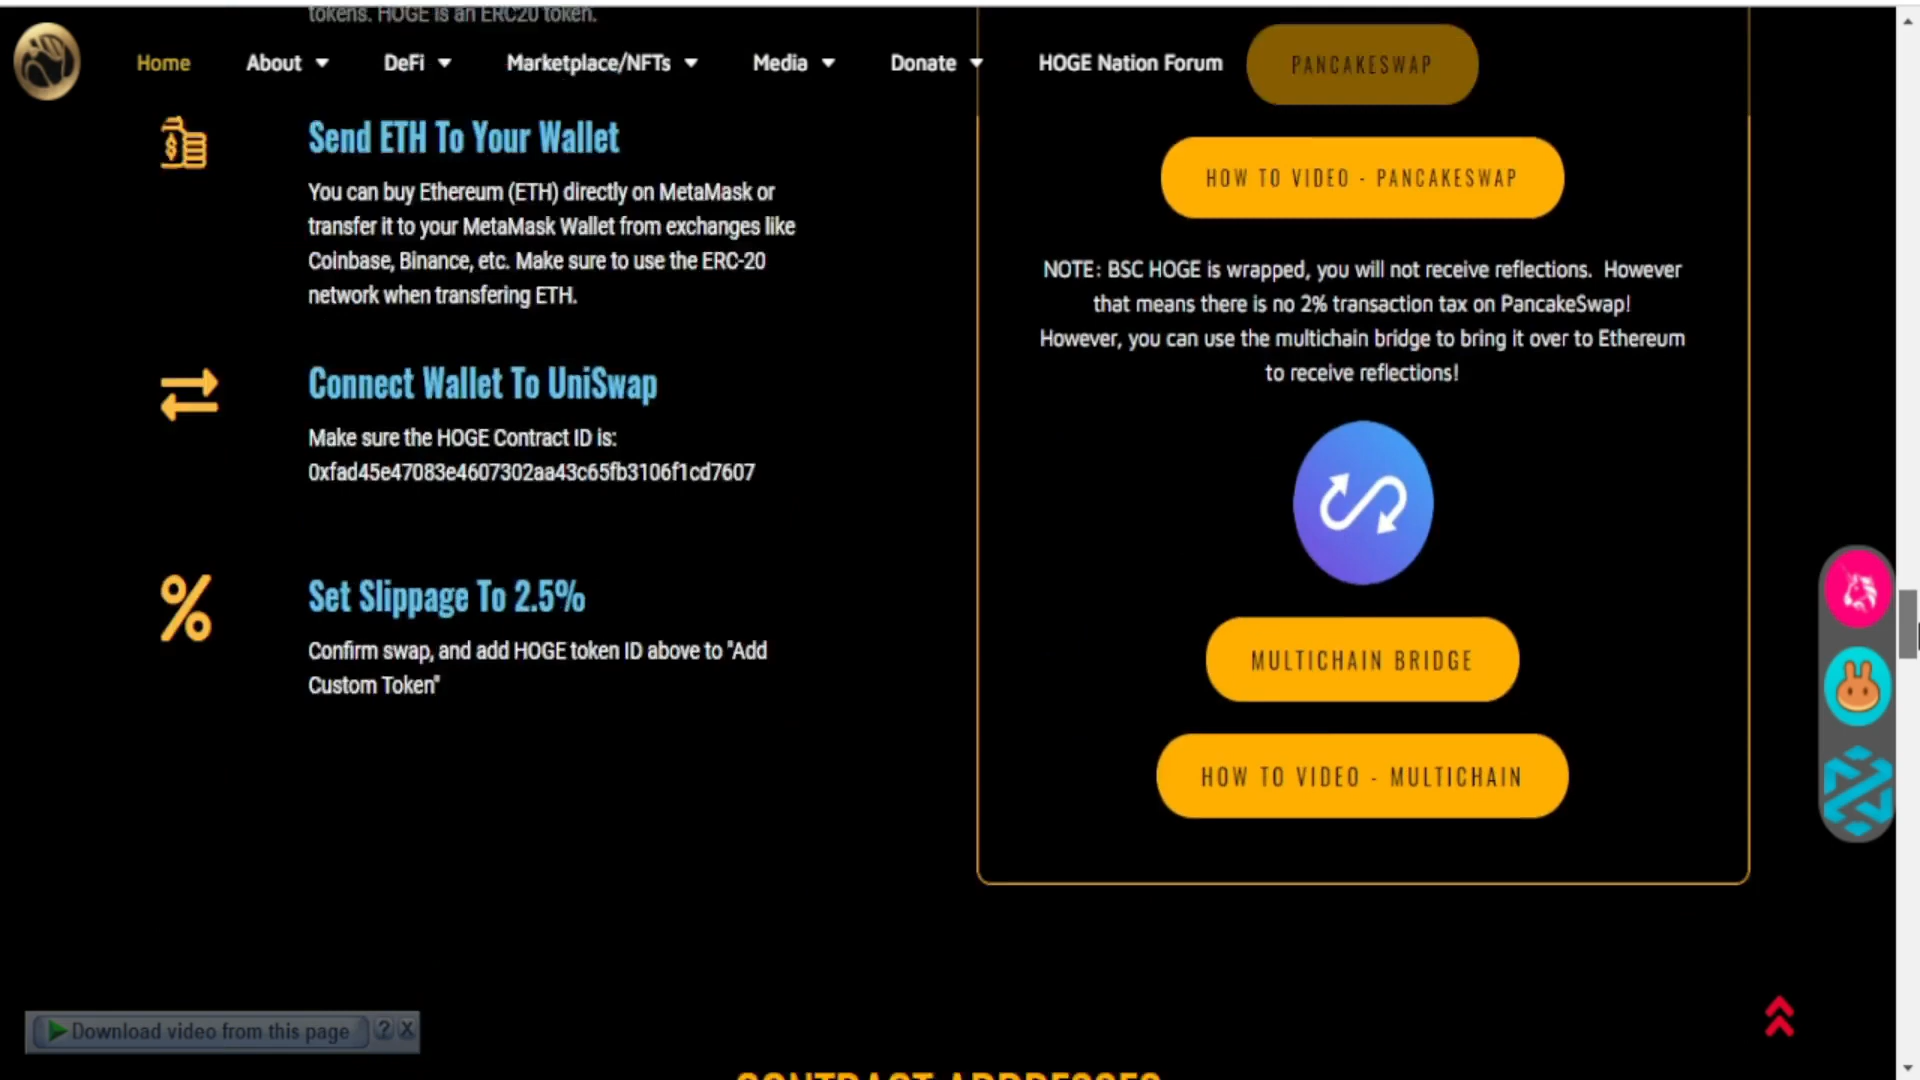 tokens. HOGE is an ERC20 token.
Home About DeFi Marketplace/NFTs Media Donate HOGE Nation Forum
PANCAKESWAP
Send ETH To Your Wallet
You can buy Ethereum (ETH) directly on MetaMask or
transfer it to your MetaMask Wallet from exchanges like
Coinbase, Binance, etc. Make sure to use the ERC-20
network when transfering ETH.
Connect Wallet To UniSwap
Make sure the HOGE Contract ID is:
0xfad45e47083e4607302aa43c65fb3106f1cd7607
%
Set Slippage To 2.5%
Confirm swap, and add HOGE token ID above to "Add
Custom Token"
HOW TO VIDEO - PANCAKESWAP
NOTE: BSC HOGE is wrapped, you will not receive reflections. However
that means there is no 2% transaction tax on PancakeSwap!
However, you can use the multichain bridge to bring it over to Ethereum
to receive reflections!
MULTICHAIN BRIDGE
HOW TO VIDEO - MULTICHAIN
Download video from this page ? X
CONTRACT ADDRESSES